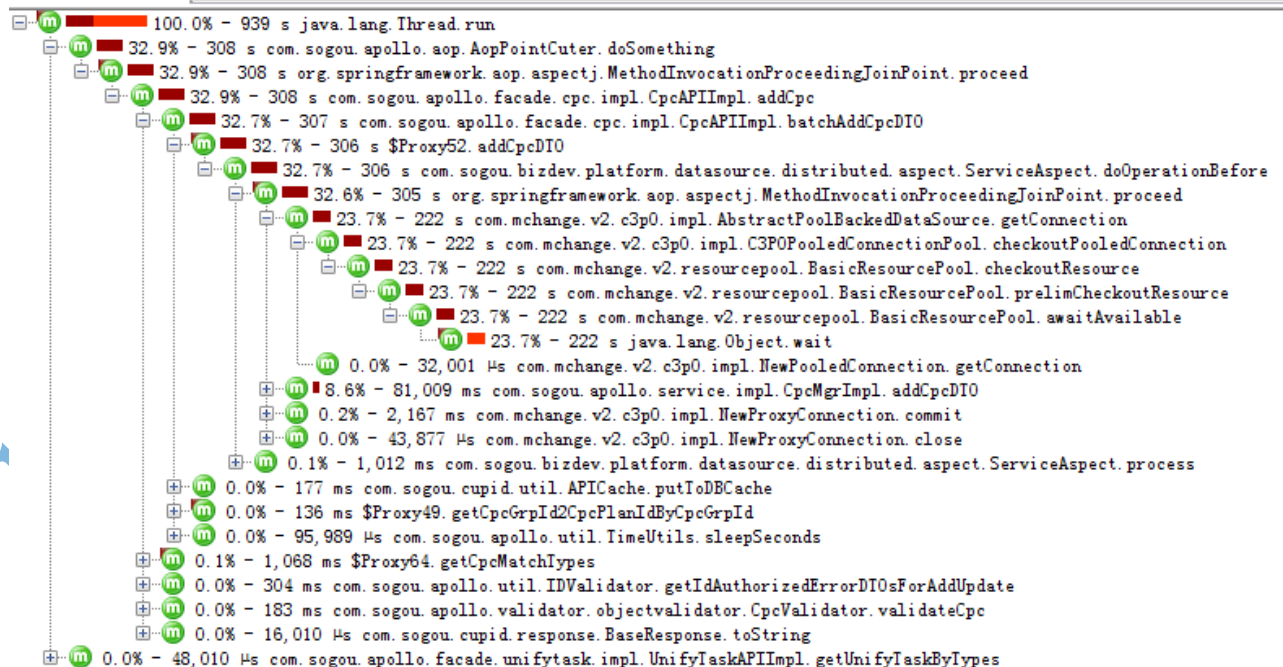 100.0% - 939 s java.lang.Thread.run
32.9% - 308 s com.sogou.apollo.aop.AopPointCuter.doSomething
32.9% - 308 s org.springframework.aop.aspectj.MethodInvocationProceedingJoinPoint.proceed
32.9% - 308 s com.sogou.apollo.facade.cpc.impl.CpcAPIImpl.addCpc
32.7% - 307 s com.sogou.apollo.facade.cpc.impl.CpcAPIImpl.batchAddCpcDTO
32.7% - 306 s $Proxy52.addCpcDTO
32.7% - 306 s com.sogou.bizdev.platform.datasource.distributed.aspect.ServiceAspect.doOperationBefore
32.6% - 305 s org.springframework.aop.aspectj.MethodInvocationProceedingJoinPoint.proceed
23.7% - 222 s com.mchange.v2.c3p0.impl.AbstractPoolBackedDataSource.getConnection
23.7% - 222 s com.mchange.v2.c3p0.impl.C3P0PooledConnectionPool.checkoutPooledConnection
23.7% - 222 s com.mchange.v2.resourcepool.BasicResourcePool.checkoutResource
23.7% - 222 s com.mchange.v2.resourcepool.BasicResourcePool.prelimCheckoutResource
23.7% - 222 s com.mchange.v2.resourcepool.BasicResourcePool.awaitAvailable
23.7% - 222 s java.lang.Object.wait
0.0% - 32,001 µs com.mchange.v2.c3p0.impl.NewPooledConnection.getConnection
8.6% - 81,009 ms com.sogou.apollo.service.impl.CpcMgrImpl.addCpcDTO
0.2% - 2,167 ms com.mchange.v2.c3p0.impl.NewProxyConnection.commit
0.0% - 43,877 µs com.mchange.v2.c3p0.impl.NewProxyConnection.close
0.1% - 1,012 ms com.sogou.bizdev.platform.datasource.distributed.aspect.ServiceAspect.process
0.0% - 177 ms com.sogou.cupid.util.APICache.putToDBCache
0.0% - 136 ms $Proxy49.getCpcGrpId2CpcPlanIdByCpcGrpId
0.0% - 95,989 µs com.sogou.apollo.util.TimeUtils.sleepSeconds
0.1% - 1,068 ms $Proxy64.getCpcMatchTypes
0.0% - 304 ms com.sogou.apollo.util.IDValidator.getIdAuthorizedErrorDTOsForAddUpdate
0.0% - 183 ms com.sogou.apollo.validator.objectvalidator.CpcValidator.validateCpc
0.0% - 16,010 µs com.sogou.cupid.response.BaseResponse.toString
0.0% - 48,010 µs com.sogou.apollo.facade.unifytask.impl.UnifyTaskAPIImpl.getUnifyTaskByTypes